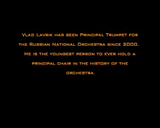 Vlad Lavrik has been Principal Trumpet for
the Russian National Orchestra since 2000.
He is the youngest person to ever hold a
principal chair in the history of the
orchestra.